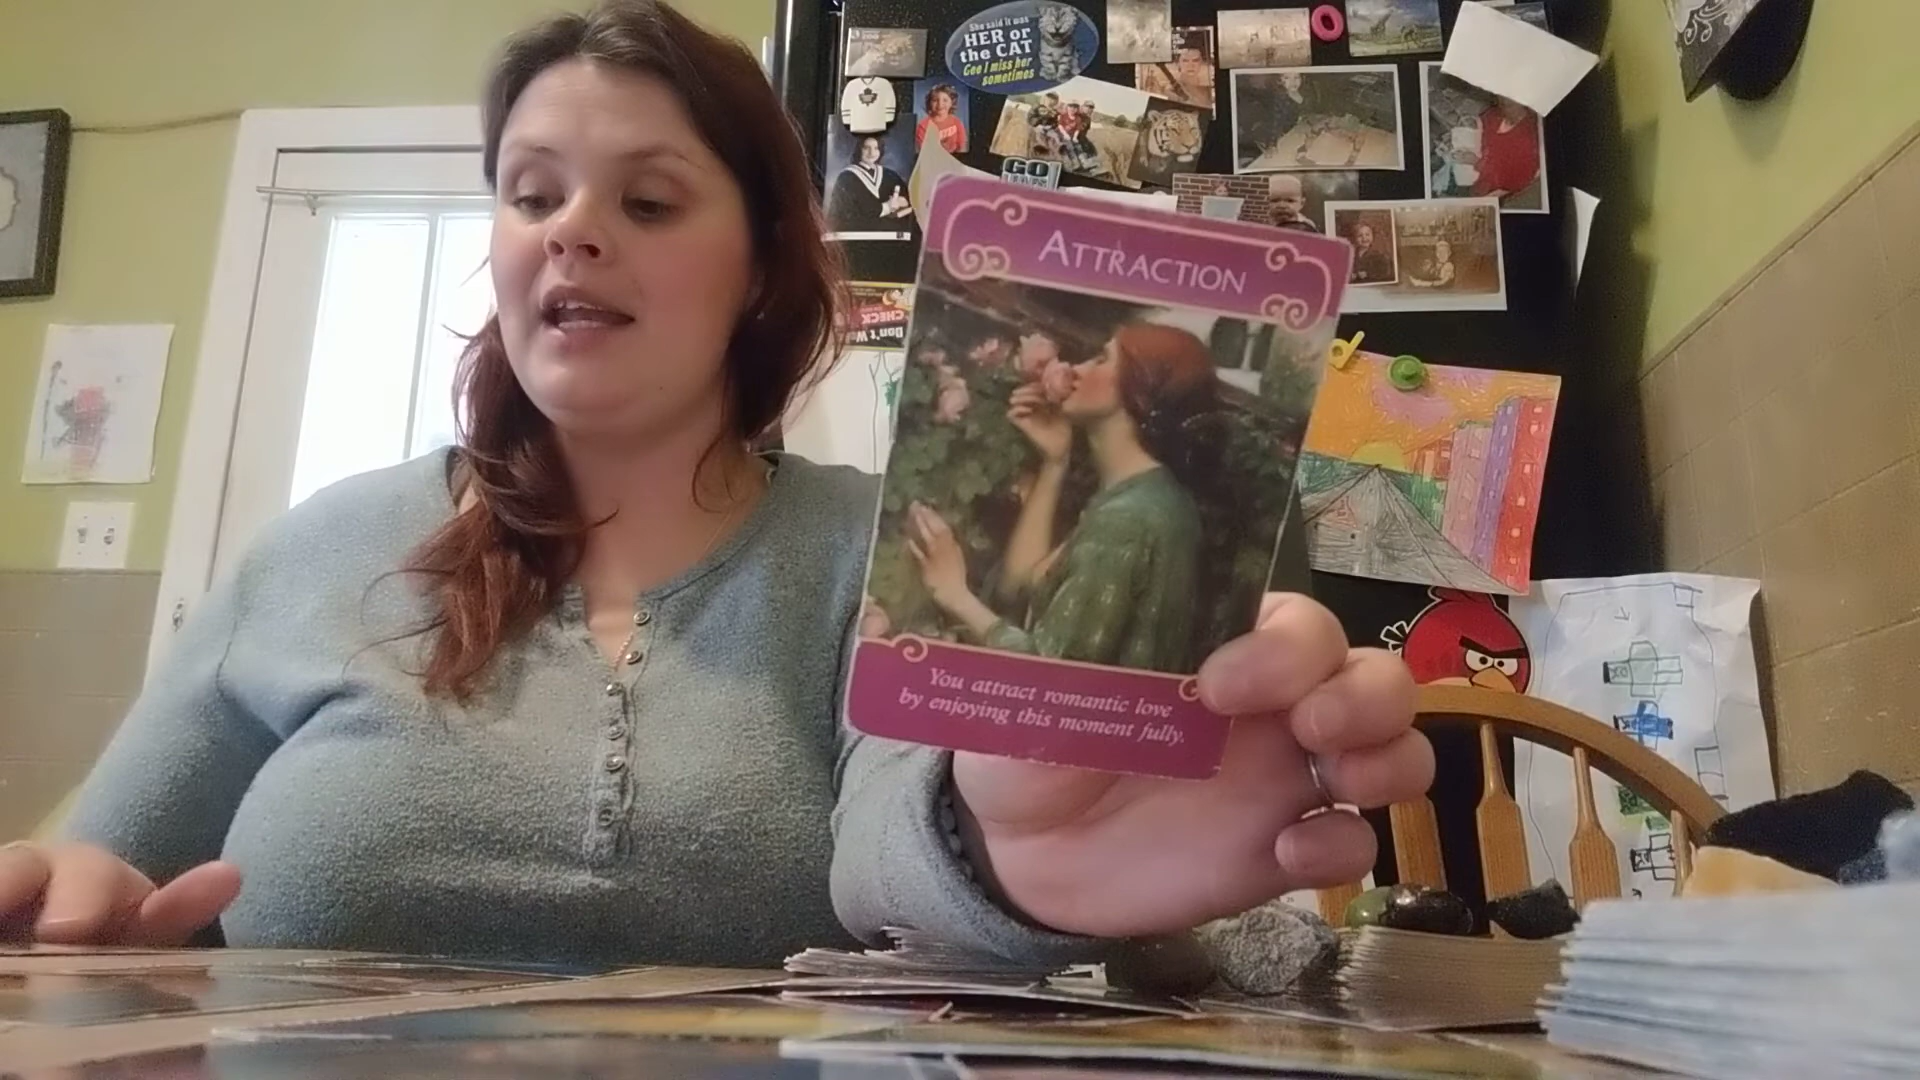 She said it was
HER or
the CAT
Gee I miss her
sometimes
GO!
ATTRACTION
CHECK
Don't W
You attract romantic love
by enjoying this moment fully.